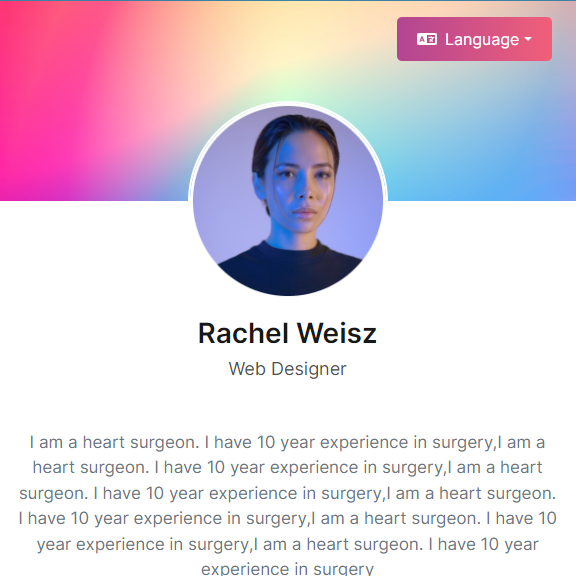 Language
Rachel Weisz
Web Designer
I am a heart surgeon. I have 10 year experience in surgery,I am a
heart surgeon. I have 10 year experience in surgery,I am a heart
surgeon. I have 10 year experience in surgery,I am a heart surgeon.
I have 10 year experience in surgery,I am a heart surgeon. I have 10
year experience in surgery,I am a heart surgeon. I have 10 year
experience in surgery